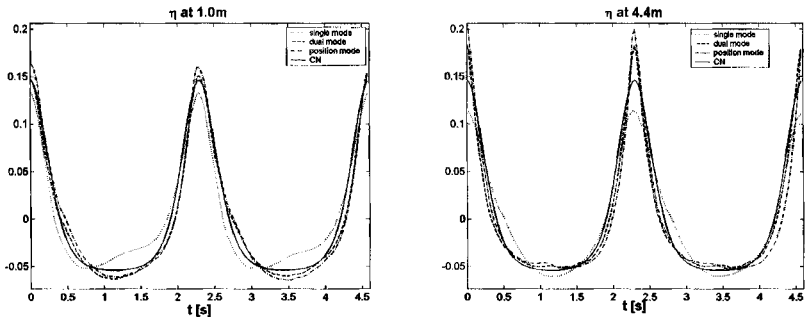 η at 1.0m
single mode
dual mode
position mode
CN
0.2
0.15
0.1
0.05
0
-0.05
0 0.5 1 1.5 2 2.5 3 3.5 4 4.5
t [s]
η at 4.4m
single mode
dual mode
position mode
CN
0.2
0.15
0.1
0.05
0
-0.05
0 0.5 1 1.5 2 2.5 3 3.5 4 4.5
t [s]